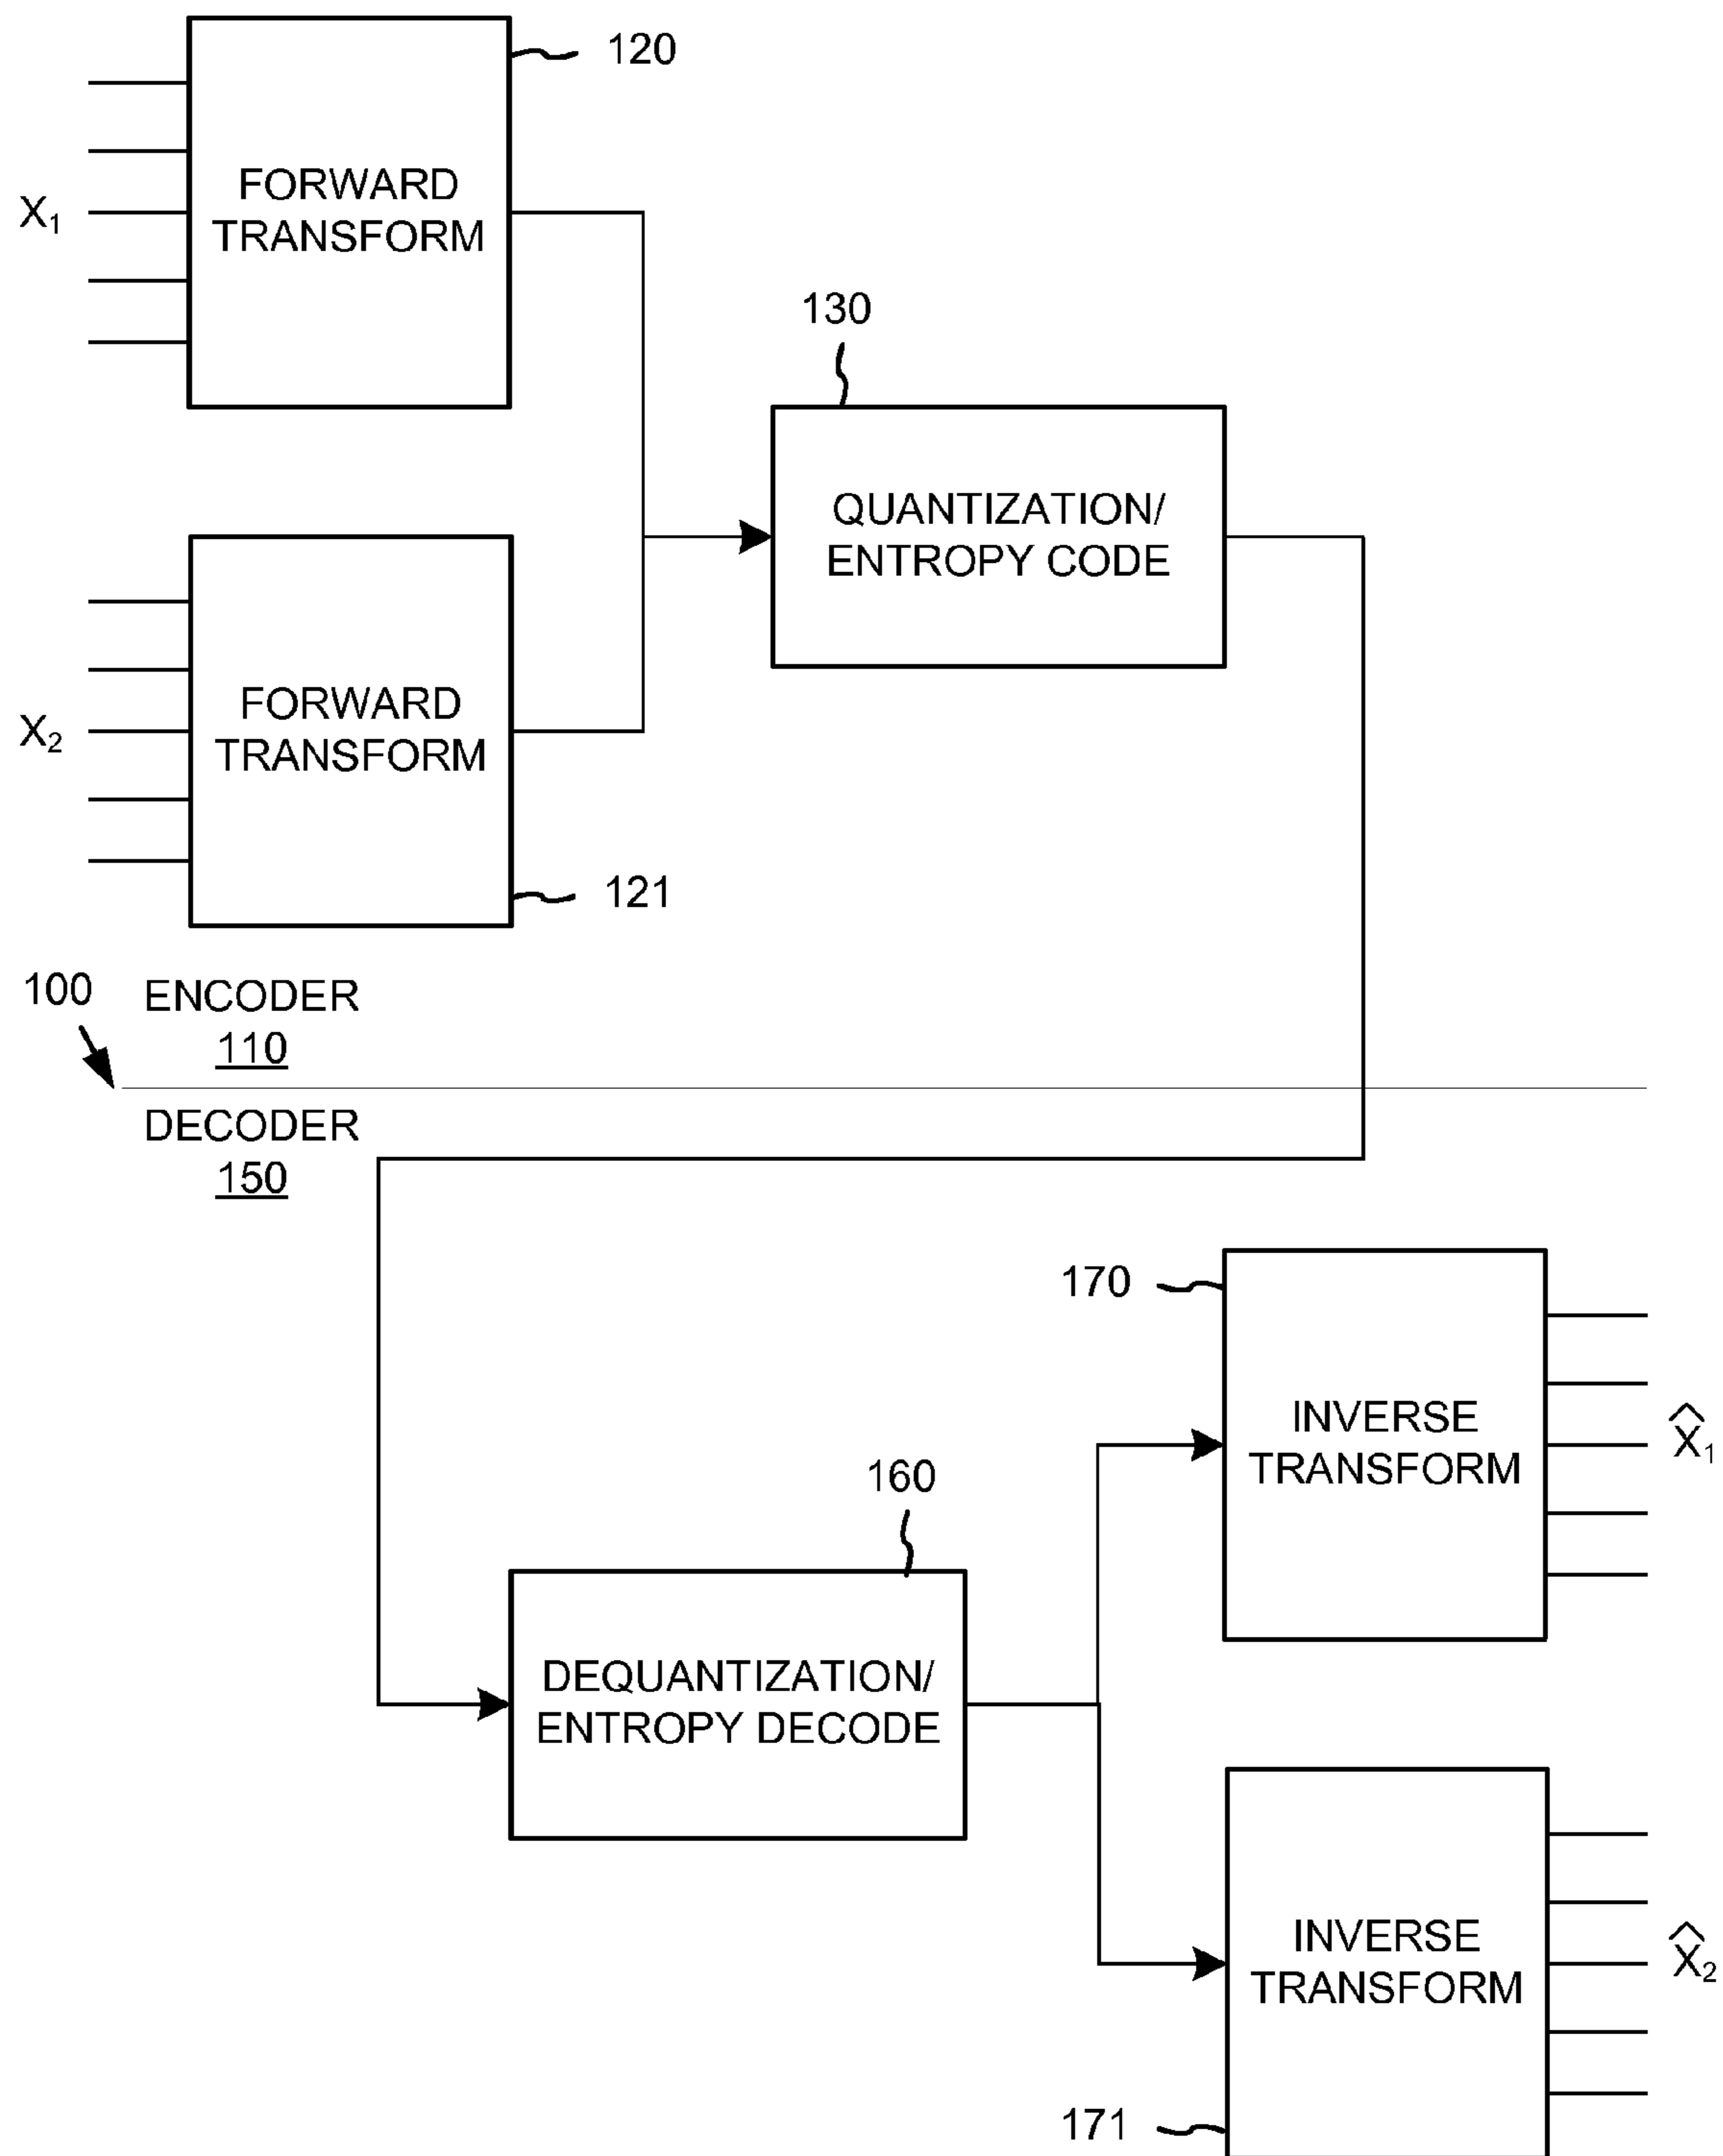 120
FORWARD
TRANSFORM
X₁
130
QUANTIZATION/
ENTROPY CODE
FORWARD
TRANSFORM
X₂
121
100
ENCODER
110
DECODER
150
170
INVERSE
TRANSFORM
X̂₁
160
DEQUANTIZATION/
ENTROPY DECODE
INVERSE
TRANSFORM
X̂₂
171